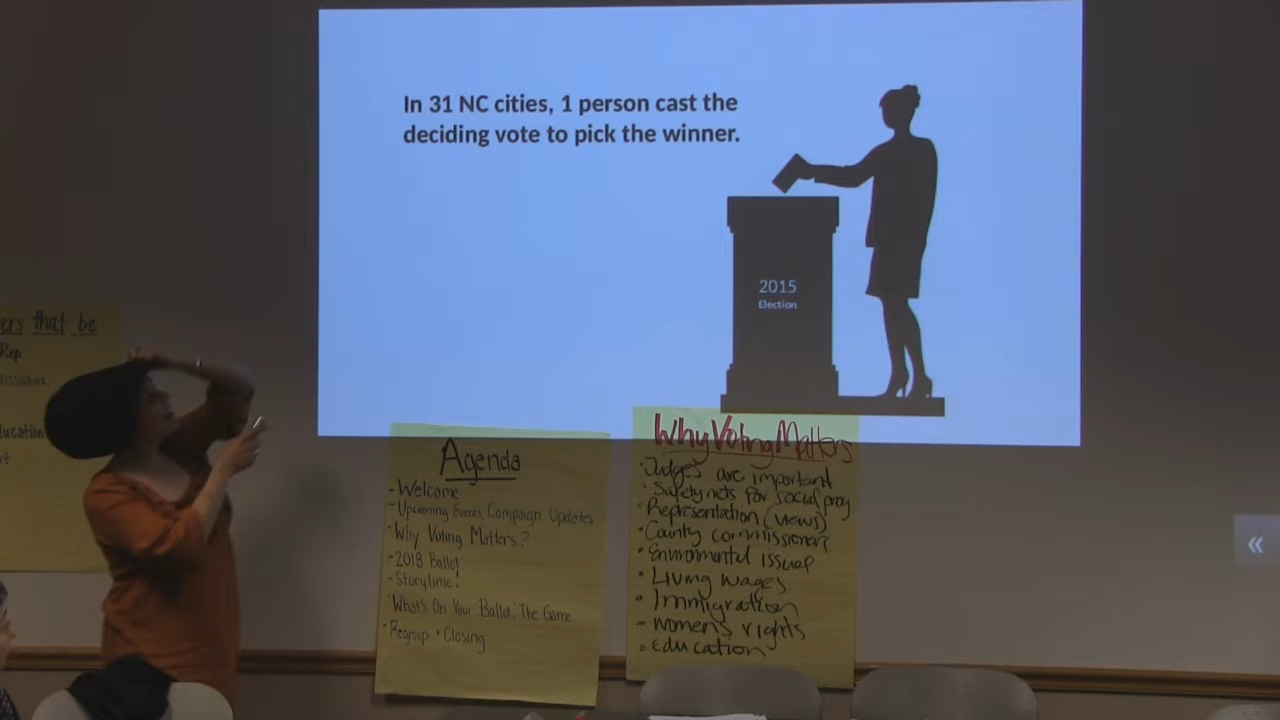 In 31 NC cities, 1 person cast the
deciding vote to pick the winner.
2015
Election
ers that be
Rep
Agenda
- Welcome
- Upcoming Events, Campaign Updates
- Why Voting Matters?
- 2018 Ballot
- Storytime!
- What's On Your Ballot: The Game
- Regroup + Closing
Why Voting Matters
· Judges are important
· Safety nets for social prog
· Representation (views)
· County commissioners
· Environmental issues
· Living wages
· Immigration
· Womens rights
· education
«